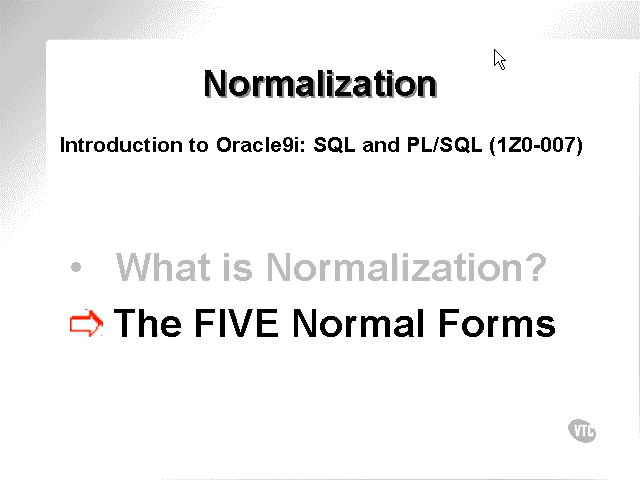 Normalization
Introduction to Oracle9i: SQL and PL/SQL (1Z0-007)
• What is Normalization?
The FIVE Normal Forms
VTC